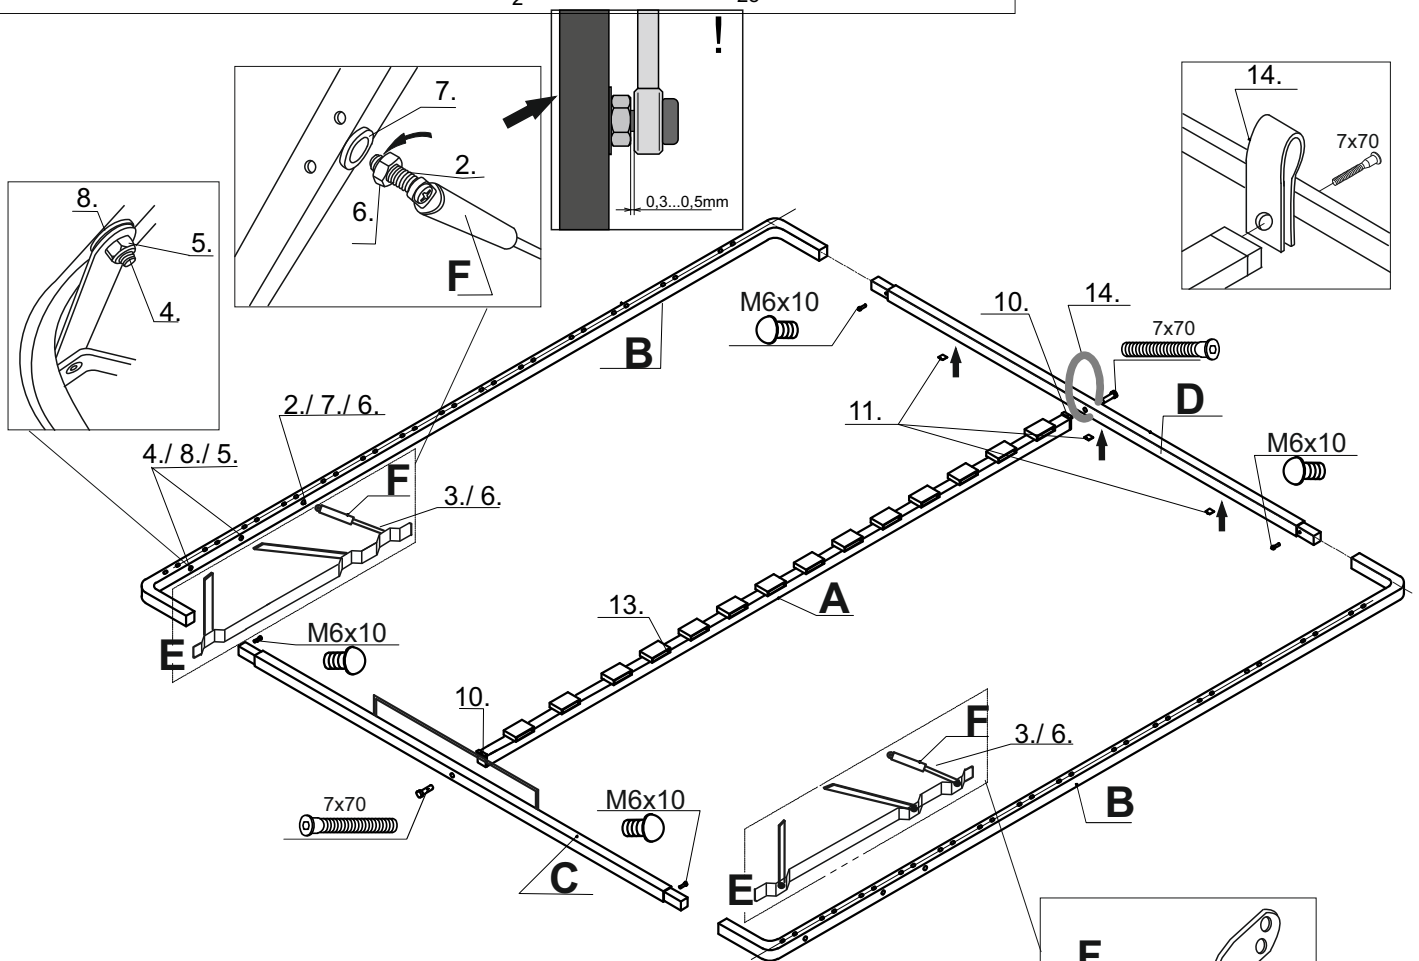 2
!
7.
2.
6.
F
0,3...0,5mm
14.
7x70
8.
5.
4.
M6x10
10.
14.
7x70
B
D
11.
M6x10
2./ 7./ 6.
4./ 8./ 5.
F
3./ 6.
E
M6x10
13.
A
10.
F
3./ 6.
7x70
M6x10
B
C
E